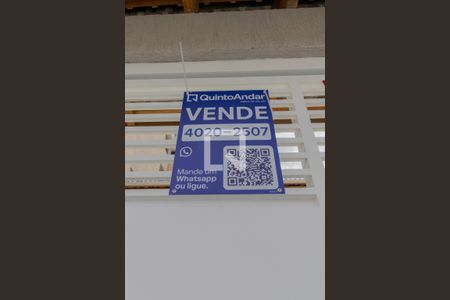 QuintoAndar
VENDE
4020-2507
Mande um
Whatsapp
ou ligue.